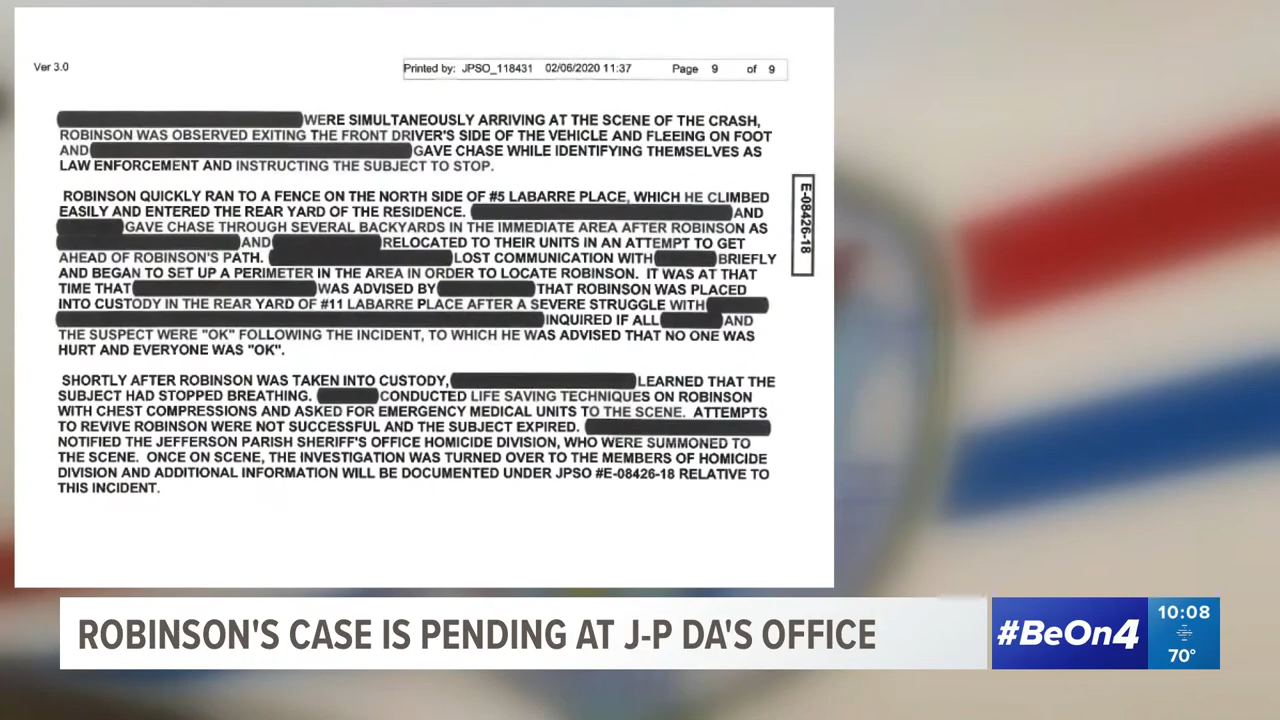 Ver 3.0
Printed by: JPSO_118431 02/06/2020 11:37 Page 9 of 9
WERE SIMULTANEOUSLY ARRIVING AT THE SCENE OF THE CRASH,
ROBINSON WAS OBSERVED EXITING THE FRONT DRIVER'S SIDE OF THE VEHICLE AND FLEEING ON FOOT
AND GAVE CHASE WHILE IDENTIFYING THEMSELVES AS
LAW ENFORCEMENT AND INSTRUCTING THE SUBJECT TO STOP.
ROBINSON QUICKLY RAN TO A FENCE ON THE NORTH SIDE OF #5 LABARRE PLACE, WHICH HE CLIMBED
EASILY AND ENTERED THE REAR YARD OF THE RESIDENCE. AND
GAVE CHASE THROUGH SEVERAL BACKYARDS IN THE IMMEDIATE AREA AFTER ROBINSON AS
AND RELOCATED TO THEIR UNITS IN AN ATTEMPT TO GET
AHEAD OF ROBINSON'S PATH. LOST COMMUNICATION WITH BRIEFLY
AND BEGAN TO SET UP A PERIMETER IN THE AREA IN ORDER TO LOCATE ROBINSON. IT WAS AT THAT
TIME THAT WAS ADVISED BY THAT ROBINSON WAS PLACED
INTO CUSTODY IN THE REAR YARD OF #11 LABARRE PLACE AFTER A SEVERE STRUGGLE WITH
INQUIRED IF ALL AND
THE SUSPECT WERE "OK" FOLLOWING THE INCIDENT, TO WHICH HE WAS ADVISED THAT NO ONE WAS
HURT AND EVERYONE WAS "OK".
SHORTLY AFTER ROBINSON WAS TAKEN INTO CUSTODY, LEARNED THAT THE
SUBJECT HAD STOPPED BREATHING. CONDUCTED LIFE SAVING TECHNIQUES ON ROBINSON
WITH CHEST COMPRESSIONS AND ASKED FOR EMERGENCY MEDICAL UNITS TO THE SCENE. ATTEMPTS
TO REVIVE ROBINSON WERE NOT SUCCESSFUL AND THE SUBJECT EXPIRED.
NOTIFIED THE JEFFERSON PARISH SHERIFF'S OFFICE HOMICIDE DIVISION, WHO WERE SUMMONED TO
THE SCENE. ONCE ON SCENE, THE INVESTIGATION WAS TURNED OVER TO THE MEMBERS OF HOMICIDE
DIVISION AND ADDITIONAL INFORMATION WILL BE DOCUMENTED UNDER JPSO #E-08426-18 RELATIVE TO
THIS INCIDENT.
E-08426-18
ROBINSON'S CASE IS PENDING AT J-P DA'S OFFICE
#BeOn4
10:08
70°